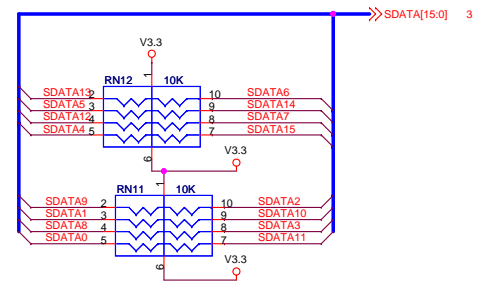 SDATA[15:0] 3
V3.3
1
RN12 10K
SDATA13 2 10 SDATA6
SDATA5 3 9 SDATA14
SDATA12 4 8 SDATA7
SDATA4 5 7 SDATA15
6
V3.3
1
RN11 10K
SDATA9 2 10 SDATA2
SDATA1 3 9 SDATA10
SDATA8 4 8 SDATA3
SDATA0 5 7 SDATA11
6
V3.3